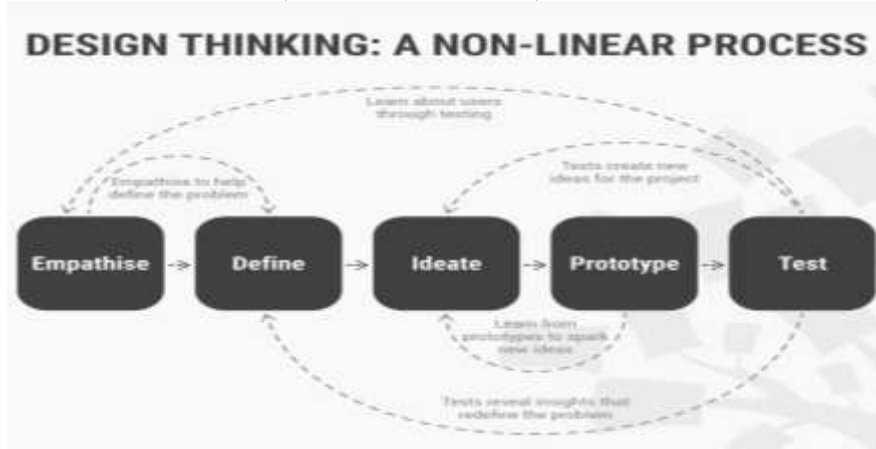 DESIGN THINKING: A NON-LINEAR PROCESS
Learn about users
through testing
Empathise to help
define the problem
Tests create new
ideas for the project
Empathise
Define
Ideate
Prototype
Test
Learn from
prototypes to spark
new ideas
Tests reveal insights that
redefine the problem